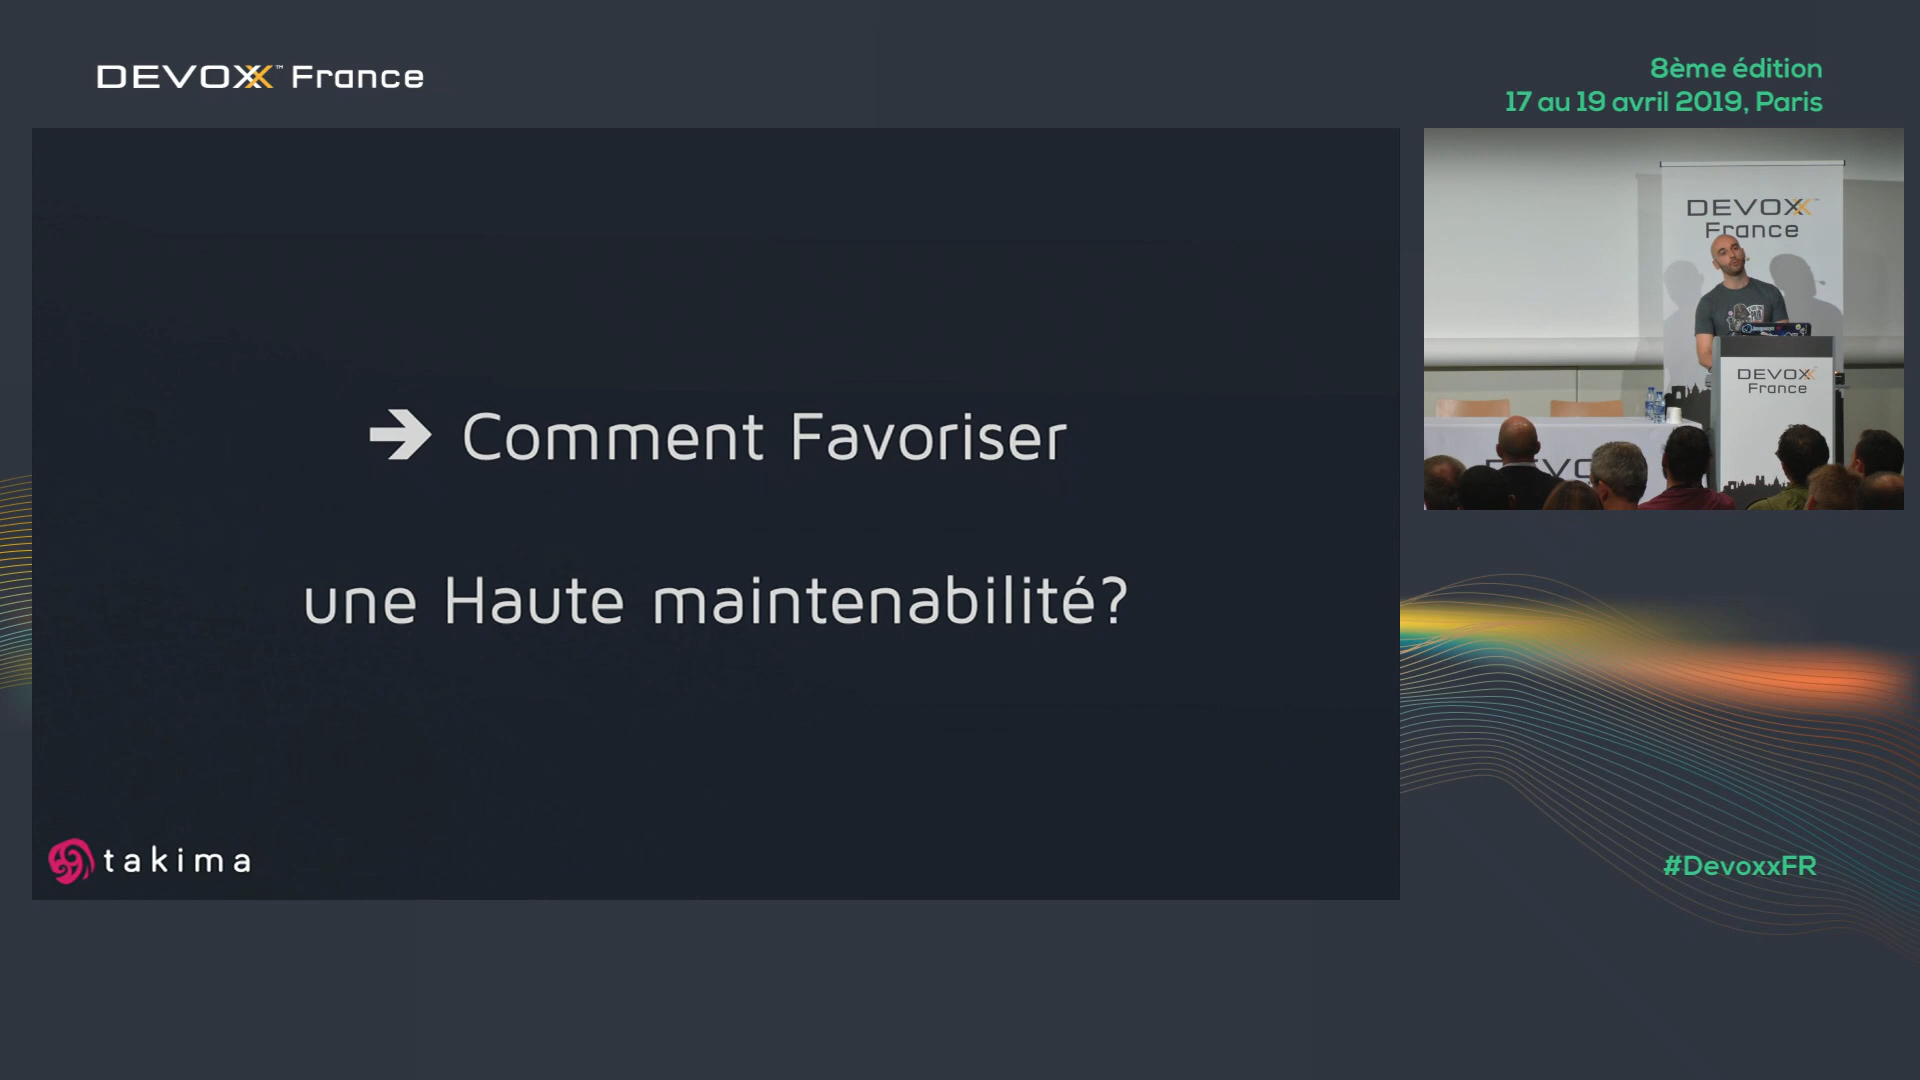 DEVOXX™ France
8ème édition
17 au 19 avril 2019, Paris
➔ Comment Favoriser
une Haute maintenabilité?
takima
DEVOXX
France
DEVOXX
France
#DevoxxFR